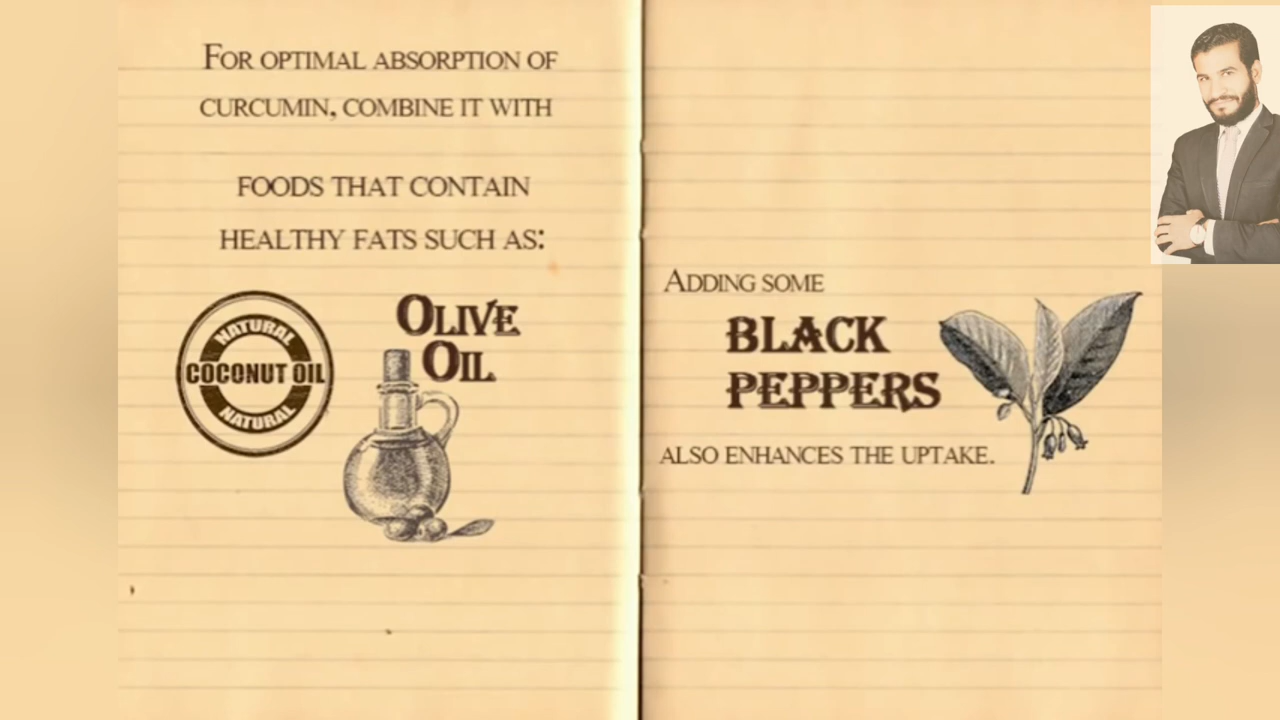 FOR OPTIMAL ABSORPTION OF
CURCUMIN, COMBINE IT WITH
FOODS THAT CONTAIN
HEALTHY FATS SUCH AS:
NATURAL
COCONUT OIL
NATURAL
OLIVE
OIL
ADDING SOME
BLACK
PEPPERS
ALSO ENHANCES THE UPTAKE.